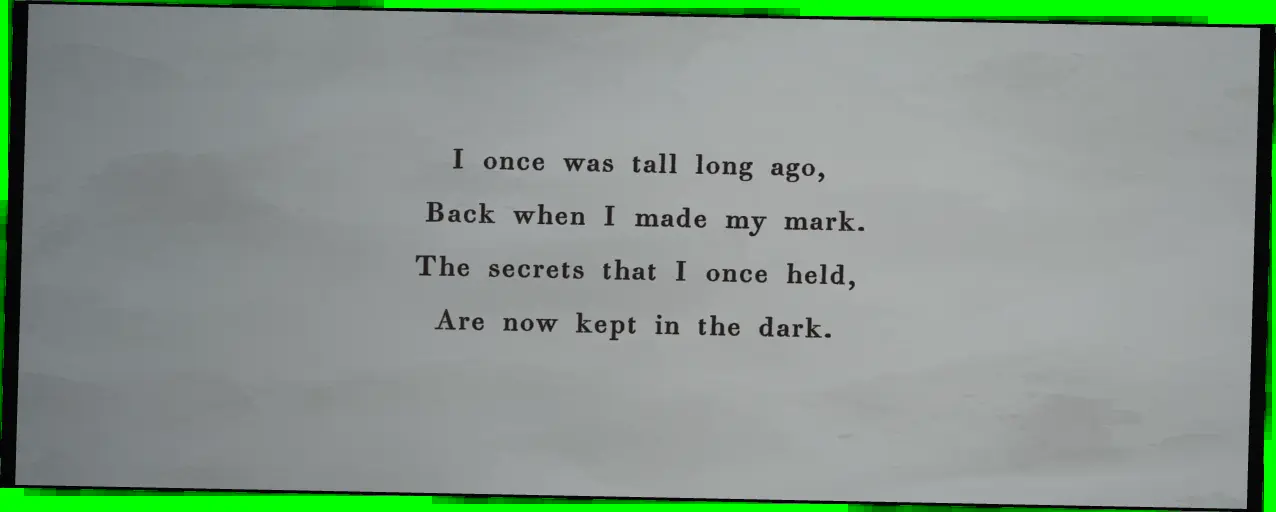 I once was tall long ago,
Back when I made my mark.
The secrets that I once held,
Are now kept in the dark.